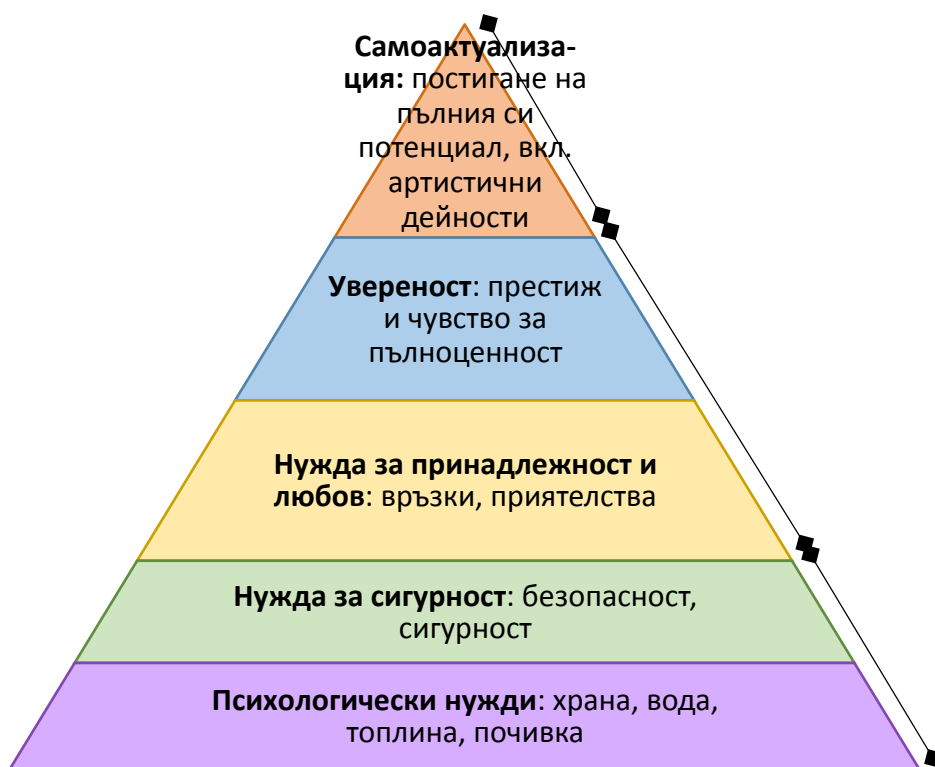 Самоактуализа-
ция: постигане на
пълния си
потенциал, вкл.
артистични
дейности
Увереност: престиж
и чувство за
пълноценност
Нужда за принадлежност и
любов: връзки, приятелства
Нужда за сигурност: безопасност,
сигурност
Психологически нужди: храна, вода,
топлина, почивка